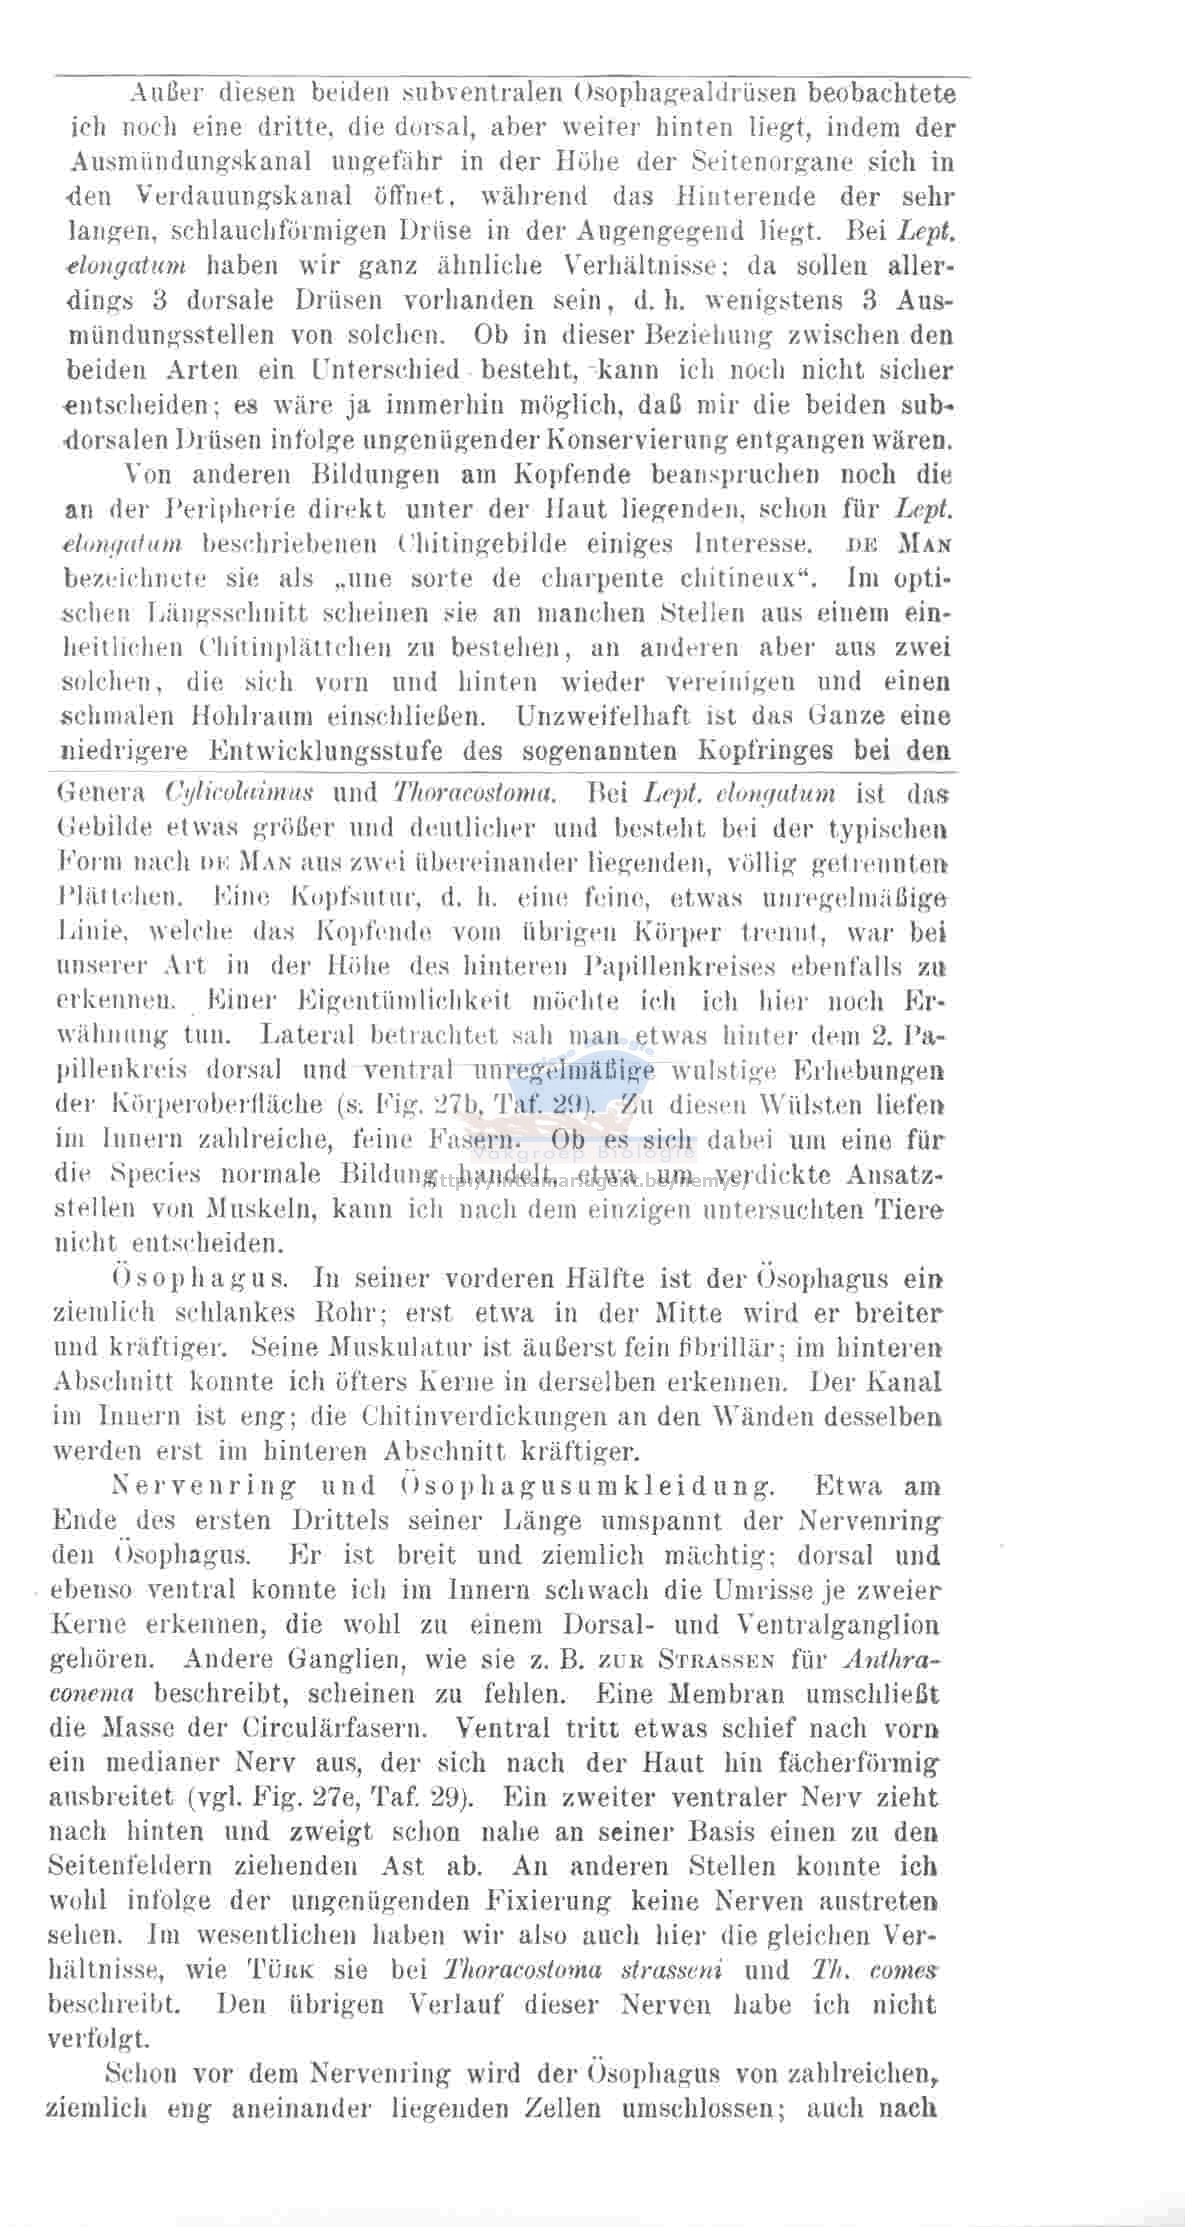 Außer diesen beiden subventralen Ösophagealdrüsen beobachtete
ich noch eine dritte, die dorsal, aber weiter hinten liegt, indem der
Ausmündungskanal ungefähr in der Höhe der Seitenorgane sich in
den Verdauungskanal öffnet, während das Hinterende der sehr
langen, schlauchförmigen Drüse in der Augengegend liegt. Bei Lept.
elongatum haben wir ganz ähnliche Verhältnisse; da sollen aller-
dings 3 dorsale Drüsen vorhanden sein, d. h. wenigstens 3 Aus-
mündungsstellen von solchen. Ob in dieser Beziehung zwischen den
beiden Arten ein Unterschied besteht, kann ich noch nicht sicher
entscheiden; es wäre ja immerhin möglich, daß mir die beiden sub-
dorsalen Drüsen infolge ungenügender Konservierung entgangen wären.
Von anderen Bildungen am Kopfende beanspruchen noch die
an der Peripherie direkt unter der Haut liegenden, schon für Lept.
elongatum beschriebenen Chitingebilde einiges Interesse. DE MAN
bezeichnete sie als „une sorte de charpente chitineux“. Im opti-
schen Längsschnitt scheinen sie an manchen Stellen aus einem ein-
heitlichen Chitinplättchen zu bestehen, an anderen aber aus zwei
solchen, die sich vorn und hinten wieder vereinigen und einen
schmalen Hohlraum einschließen. Unzweifelhaft ist das Ganze eine
niedrigere Entwicklungsstufe des sogenannten Kopfringes bei den
Genera Cylicolaimus und Thoracostoma. Bei Lept. elongatum ist das
Gebilde etwas größer und deutlicher und besteht bei der typischen
Form nach DE MAN aus zwei übereinander liegenden, völlig getrennten
Plättchen. Eine Kopfsutur, d. h. eine feine, etwas unregelmäßige
Linie, welche das Kopfende vom übrigen Körper trennt, war bei
unserer Art in der Höhe des hinteren Papillenkreises ebenfalls zu
erkennen. Einer Eigentümlichkeit möchte ich ich hier noch Er-
wähnung tun. Lateral betrachtet sah man etwas hinter dem 2. Pa-
pillenkreis dorsal und ventral unregelmäßige wulstige Erhebungen
der Körperoberfläche (s. Fig. 27b, Taf. 29). Zu diesen Wülsten liefen
im Innern zahlreiche, feine Fasern. Ob es sich dabei um eine für
Vakgroep Biologie
die Species normale Bildung handelt, etwa um verdickte Ansatz-
stellen von Muskeln, kann ich nach dem einzigen untersuchten Tiere
nicht entscheiden.
Ösophagus. In seiner vorderen Hälfte ist der Ösophagus ein
ziemlich schlankes Rohr; erst etwa in der Mitte wird er breiter
und kräftiger. Seine Muskulatur ist äußerst fein fibrillär; im hinteren
Abschnitt konnte ich öfters Kerne in derselben erkennen. Der Kanal
im Innern ist eng; die Chitinverdickungen an den Wänden desselben
werden erst im hinteren Abschnitt kräftiger.
Nervenring und Ösophagusumkleidung. Etwa am
Ende des ersten Drittels seiner Länge umspannt der Nervenring
den Ösophagus. Er ist breit und ziemlich mächtig; dorsal und
ebenso ventral konnte ich im Innern schwach die Umrisse je zweier
Kerne erkennen, die wohl zu einem Dorsal- und Ventralganglion
gehören. Andere Ganglien, wie sie z. B. ZUR STRASSEN für Anthra-
conema beschreibt, scheinen zu fehlen. Eine Membran umschließt
die Masse der Circulärfasern. Ventral tritt etwas schief nach vorn
ein medianer Nerv aus, der sich nach der Haut hin fächerförmig
ausbreitet (vgl. Fig. 27e, Taf. 29). Ein zweiter ventraler Nerv zieht
nach hinten und zweigt schon nahe an seiner Basis einen zu den
Seitenfeldern ziehenden Ast ab. An anderen Stellen konnte ich
wohl infolge der ungenügenden Fixierung keine Nerven austreten
sehen. Im wesentlichen haben wir also auch hier die gleichen Ver-
hältnisse, wie TÜRK sie bei Thoracostoma strasseni und Th. comes
beschreibt. Den übrigen Verlauf dieser Nerven habe ich nicht
verfolgt.
Schon vor dem Nervenring wird der Ösophagus von zahlreichen,
ziemlich eng aneinander liegenden Zellen umschlossen; auch nach